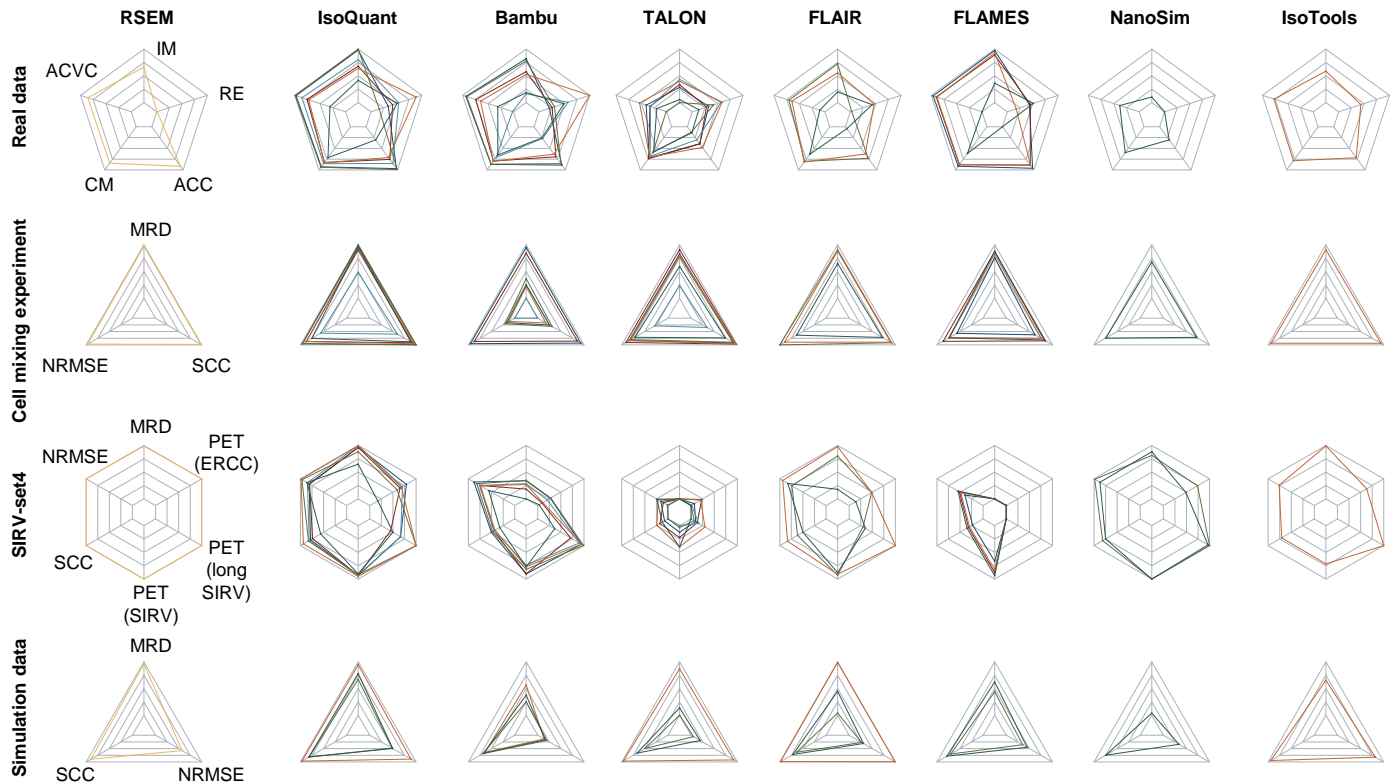 RSEM
IsoQuant
Bambu
TALON
FLAIR
FLAMES
NanoSim
IsoTools
Real data
IM
ACVC
RE
CM
ACC
Cell mixing experiment
MRD
NRMSE
SCC
SIRV-set4
MRD
NRMSE
PET
(ERCC)
SCC
PET
(long
SIRV)
PET
(SIRV)
Simulation data
MRD
SCC
NRMSE